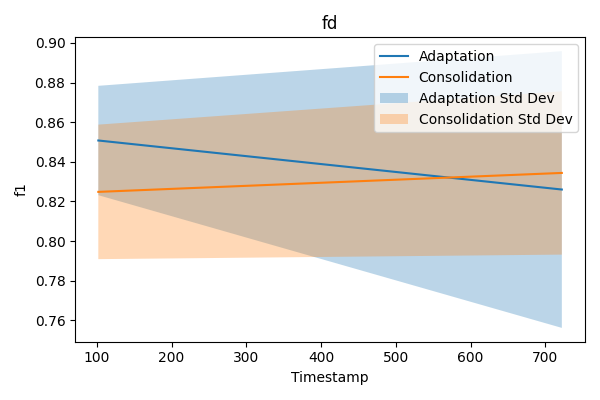 fd
0.90
0.88
0.86
0.84
0.82
0.80
0.78
0.76
f1
Adaptation
Consolidation
Adaptation Std Dev
Consolidation Std Dev
100 200 300 400 500 600 700
Timestamp